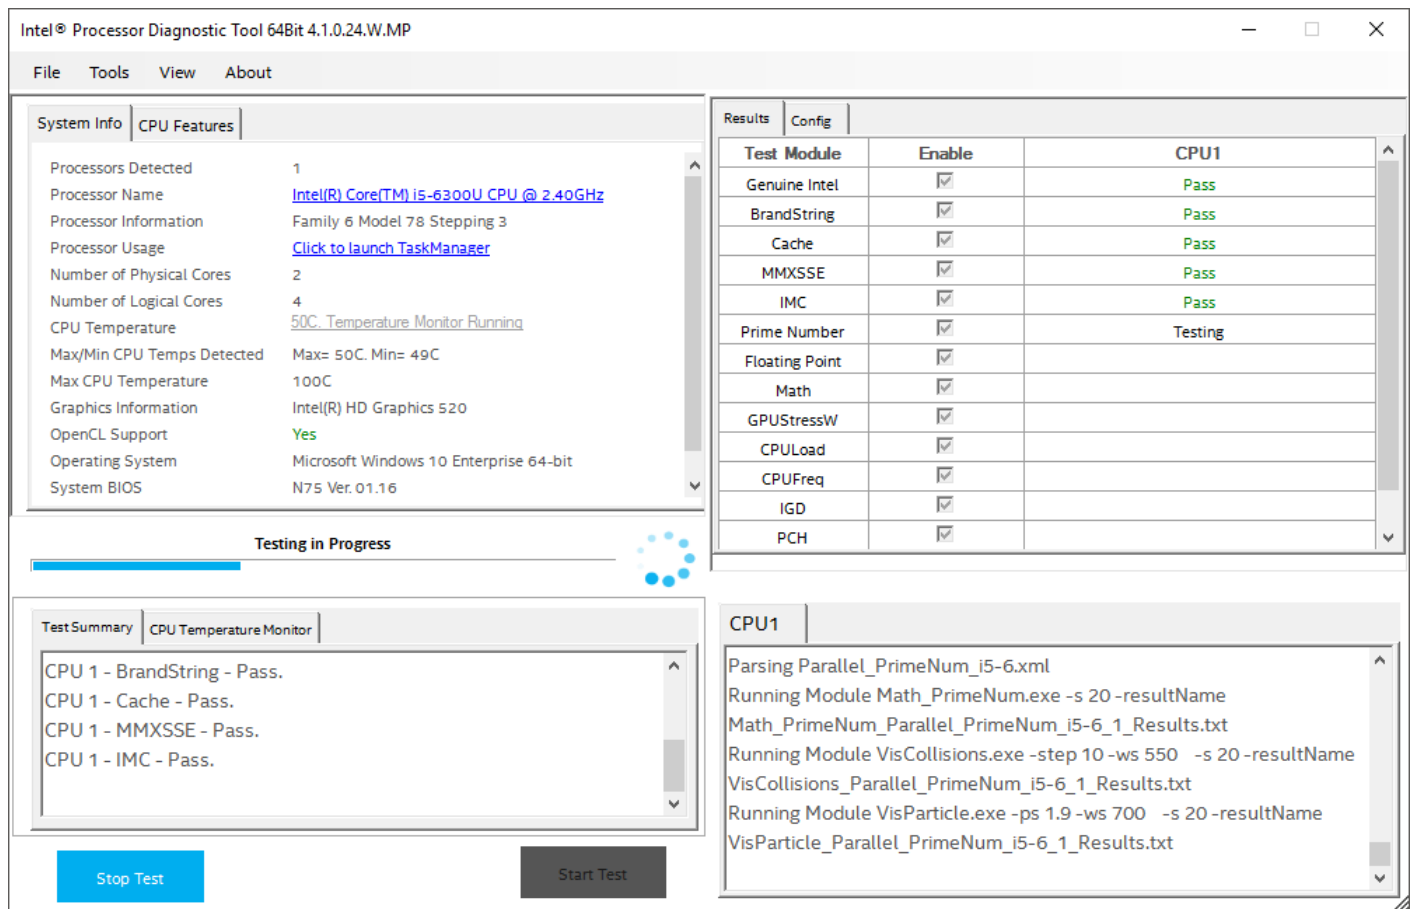 Intel® Processor Diagnostic Tool 64Bit 4.1.0.24.W.MP
File Tools View About
System Info CPU Features
Processors Detected 1
Processor Name Intel(R) Core(TM) i5-6300U CPU @ 2.40GHz
Processor Information Family 6 Model 78 Stepping 3
Processor Usage Click to launch TaskManager
Number of Physical Cores 2
Number of Logical Cores 4
CPU Temperature 50C. Temperature Monitor Running
Max/Min CPU Temps Detected Max= 50C. Min= 49C
Max CPU Temperature 100C
Graphics Information Intel(R) HD Graphics 520
OpenCL Support Yes
Operating System Microsoft Windows 10 Enterprise 64-bit
System BIOS N75 Ver. 01.16
Results Config
Test Module Enable CPU1
Genuine Intel Pass
BrandString Pass
Cache Pass
MMXSSE Pass
IMC Pass
Prime Number Testing
Floating Point
Math
GPUStressW
CPULoad
CPUFreq
IGD
PCH
Testing in Progress
Test Summary CPU Temperature Monitor
CPU 1 - BrandString - Pass.
CPU 1 - Cache - Pass.
CPU 1 - MMXSSE - Pass.
CPU 1 - IMC - Pass.
Stop Test Start Test
CPU1
Parsing Parallel_PrimeNum_i5-6.xml
Running Module Math_PrimeNum.exe -s 20 -resultName
Math_PrimeNum_Parallel_PrimeNum_i5-6_1_Results.txt
Running Module VisCollisions.exe -step 10 -ws 550 -s 20 -resultName
VisCollisions_Parallel_PrimeNum_i5-6_1_Results.txt
Running Module VisParticle.exe -ps 1.9 -ws 700 -s 20 -resultName
VisParticle_Parallel_PrimeNum_i5-6_1_Results.txt